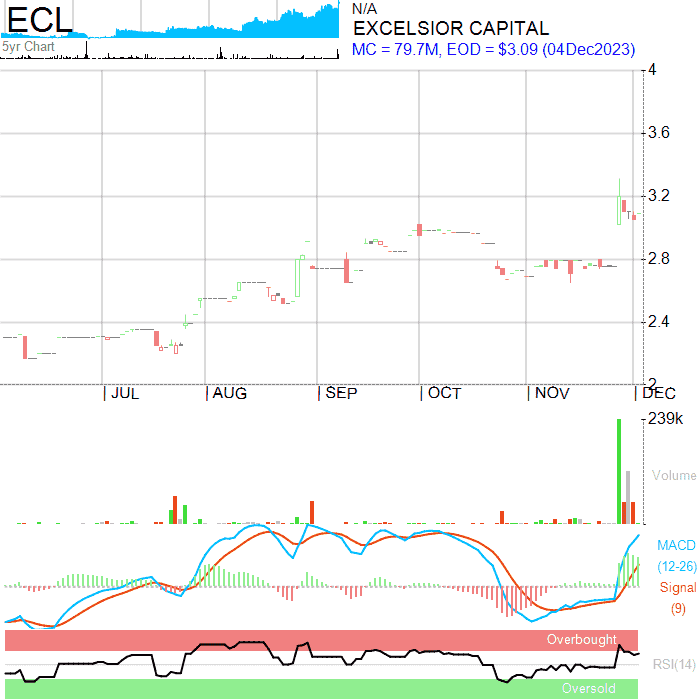 ECL
5yr Chart
N/A
EXCELSIOR CAPITAL
MC = 79.7M, EOD = $3.09 (04Dec2023)
4
3.6
3.2
2.8
2.4
2
JUL AUG SEP OCT NOV DEC
239k
Volume
MACD
(12-26)
Signal
(9)
Overbought
RSI(14)
Oversold